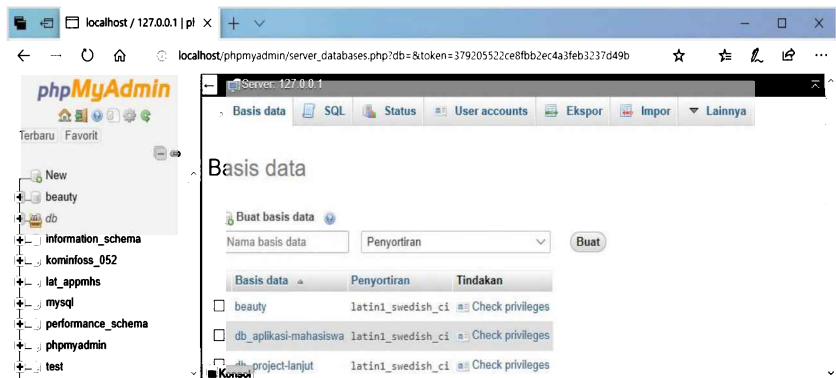 localhost / 127.0.0.1 | pl
localhost/phpmyadmin/server_databases.php?db=&token=379205522ce8fbb2ec4a3feb3237d49b
phpMyAdmin
Terbaru Favorit
New
beauty
db
information_schema
kominfoss_052
lat_appmhs
mysql
performance_schema
phpmyadmin
test
Server: 127.0.0.1
Basis data SQL Status User accounts Ekspor Impor Lainnya
Basis data
Buat basis data
Nama basis data Penyortiran Buat
Basis data Penyortiran Tindakan
beauty latin1_swedish_ci Check privileges
db_aplikasi-mahasiswa latin1_swedish_ci Check privileges
db_project-lanjut latin1_swedish_ci Check privileges
Konsol